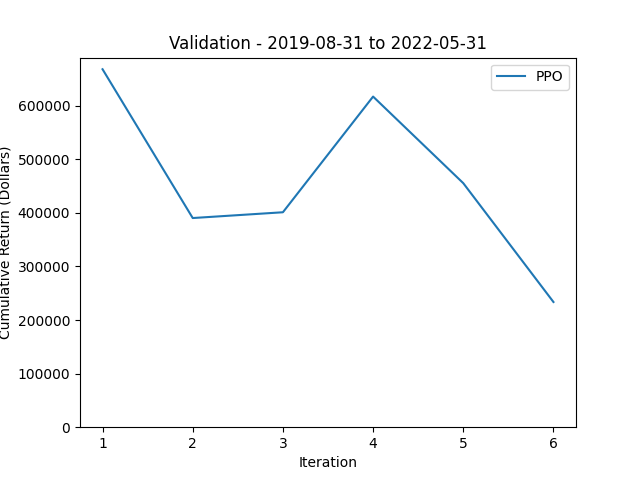 Validation - 2019-08-31 to 2022-05-31
PPO
Cumulative Return (Dollars)
600000
500000
400000
300000
200000
100000
0
1 2 3 4 5 6
Iteration